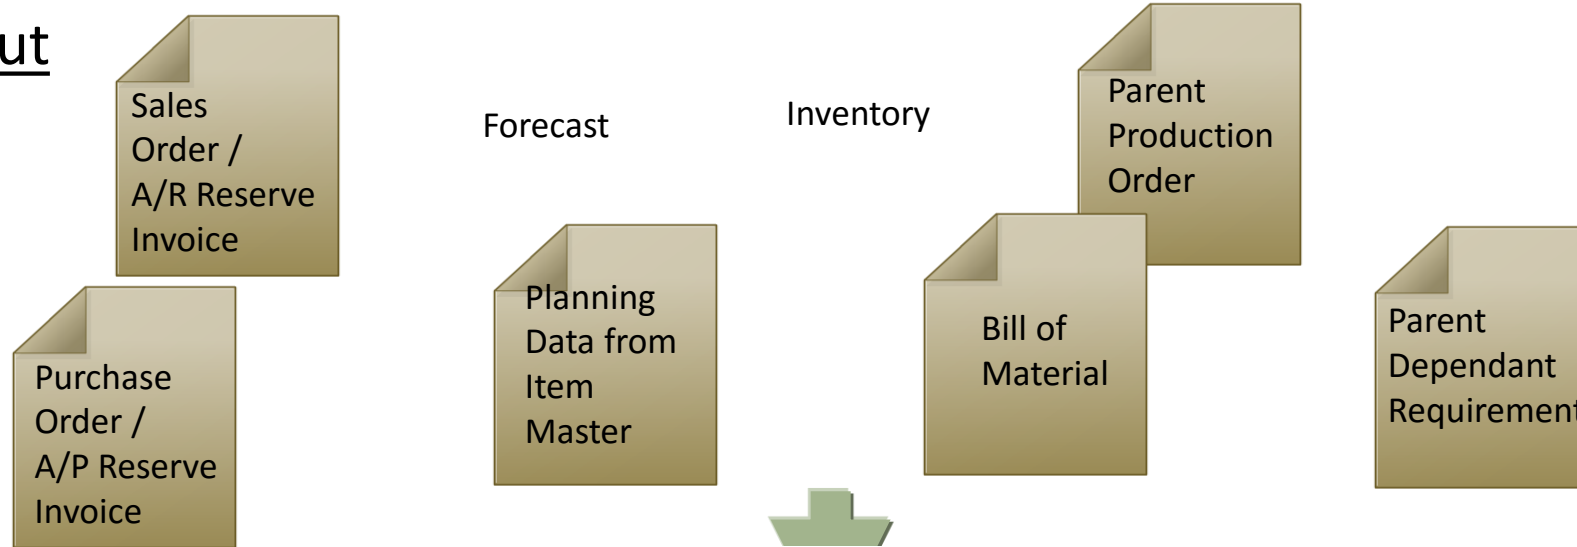 ut
Sales
Order /
A/R Reserve
Invoice
Purchase
Order /
A/P Reserve
Invoice
Forecast
Planning
Data from
Item
Master
Inventory
Parent
Production
Order
Bill of
Material
Parent
Dependant
Requirement